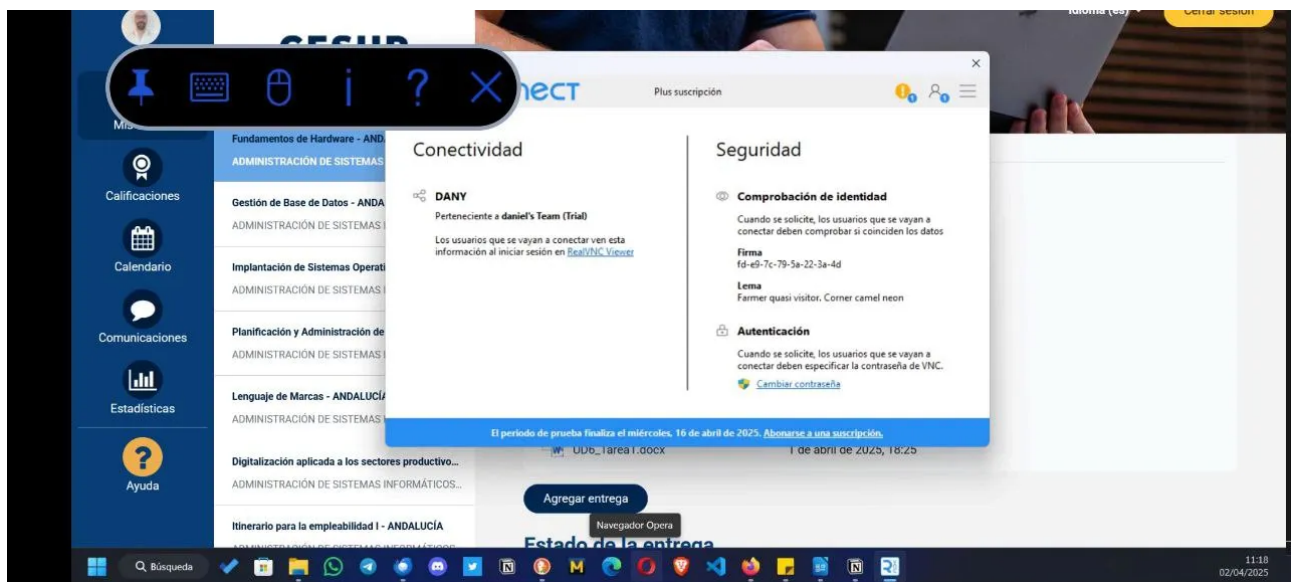 Idioma (es)
Cerrar sesión
CESUR
nect
Plus suscripción
Mis
Calificaciones
Calendario
Comunicaciones
Estadísticas
Ayuda
Fundamentos de Hardware - AND
ADMINISTRACIÓN DE SISTEMAS
Gestión de Base de Datos - ANDA
ADMINISTRACIÓN DE SISTEMAS I
Implantación de Sistemas Operati
ADMINISTRACIÓN DE SISTEMAS I
Planificación y Administración de
ADMINISTRACIÓN DE SISTEMAS I
Lenguaje de Marcas - ANDALUCÍA
ADMINISTRACIÓN DE SISTEMAS I
Digitalización aplicada a los sectores productivo...
ADMINISTRACIÓN DE SISTEMAS INFORMÁTICOS...
Itinerario para la empleabilidad I - ANDALUCÍA
ADMINISTRACIÓN DE SISTEMAS INFORMÁTICOS...
Conectividad
DANY
Perteneciente a daniel's Team (Trial)
Los usuarios que se vayan a conectar ven esta
información al iniciar sesión en RealVNC Viewer
Seguridad
Comprobación de identidad
Cuando se solicite, los usuarios que se vayan a
conectar deben comprobar si coinciden los datos
Firma
fd-e9-7c-79-5a-22-3a-4d
Lema
Farmer quasi visitor. Corner camel neon
Autenticación
Cuando se solicite, los usuarios que se vayan a
conectar deben especificar la contraseña de VNC.
Cambiar contraseña
El periodo de prueba finaliza el miércoles, 16 de abril de 2025. Abonarse a una suscripción.
UD6_Tarea1.docx 1 de abril de 2025, 18:25
Agregar entrega
Navegador Opera
Estado de la entrega
Búsqueda
11:18
02/04/2025